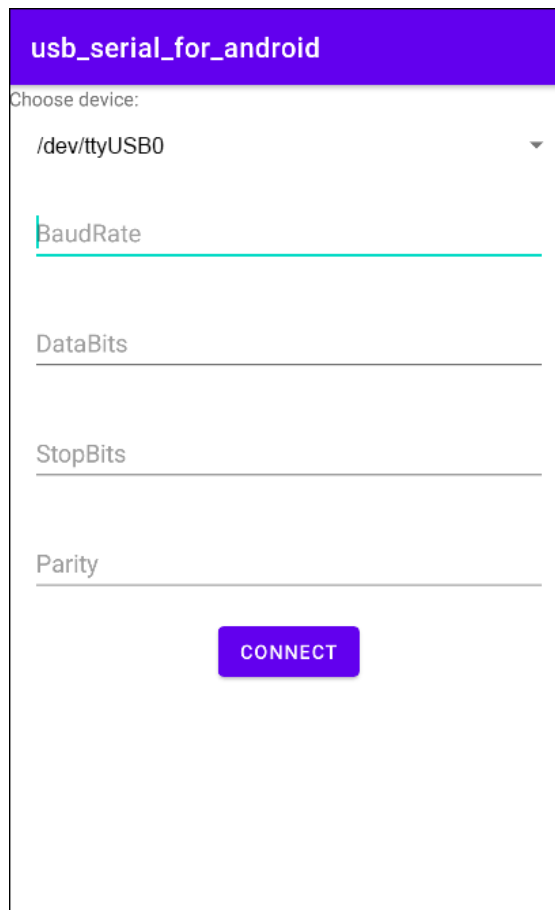 usb_serial_for_android
Choose device:
/dev/ttyUSB0
BaudRate
DataBits
StopBits
Parity
CONNECT